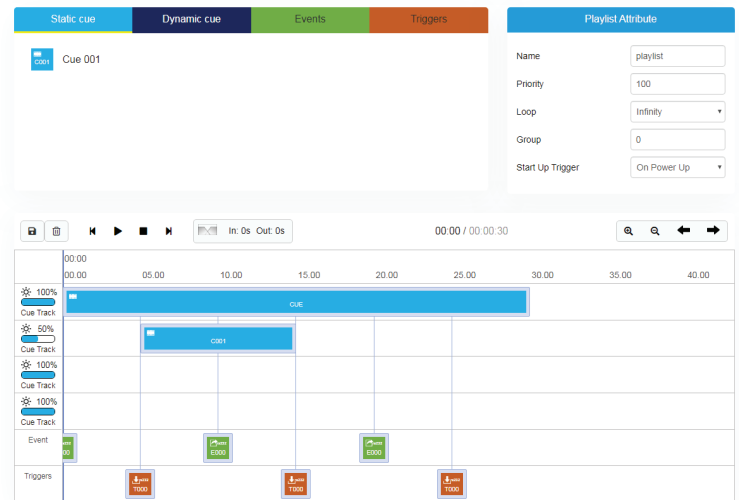 Static cue
Dynamic cue
Events
Triggers
C001
Cue 001
Playlist Attribute
Name
playlist
Priority
100
Loop
Infinity
Group
0
Start Up Trigger
On Power Up
In: 0s Out: 0s
00:00 / 00:00:30
00:00
00.00 05.00 10.00 15.00 20.00 25.00 30.00 35.00 40.00
100%
Cue Track
CUE
50%
Cue Track
C001
100%
Cue Track
100%
Cue Track
Event
00
E000
E000
Triggers
T000
T000
T000